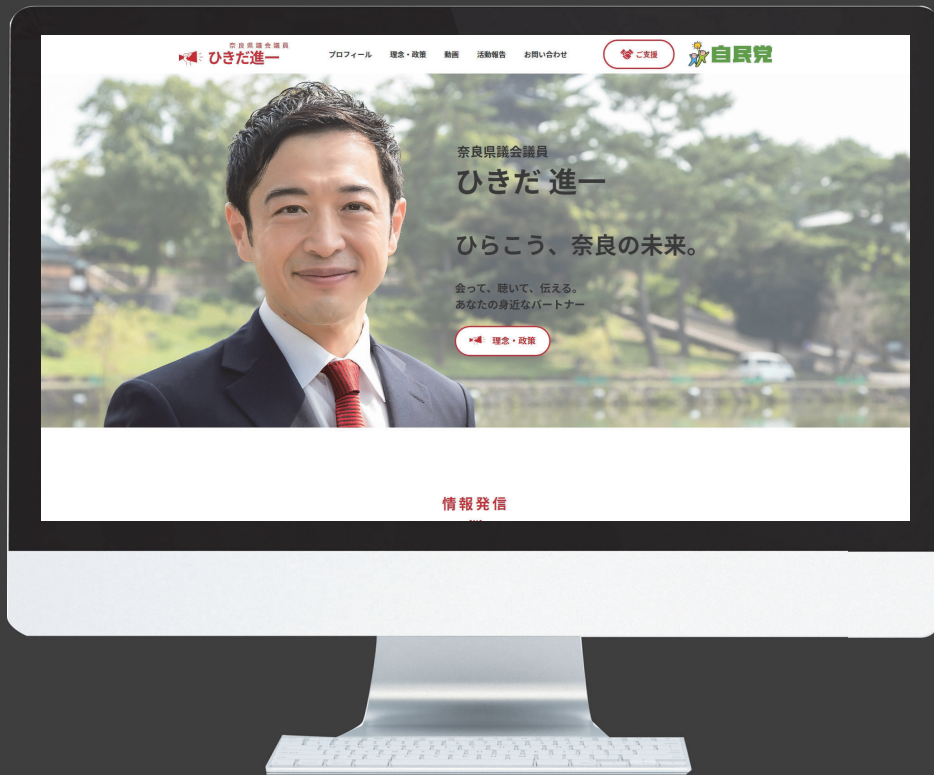 奈良県議会議員
ひきだ進一
プロフィール
理念・政策
動画
活動報告
お問い合わせ
ご支援
自民党
奈良県議会議員
ひきだ 進一
ひらこう、奈良の未来。
会って、聴いて、伝える。
あなたの身近なパートナー
理念・政策
情報発信